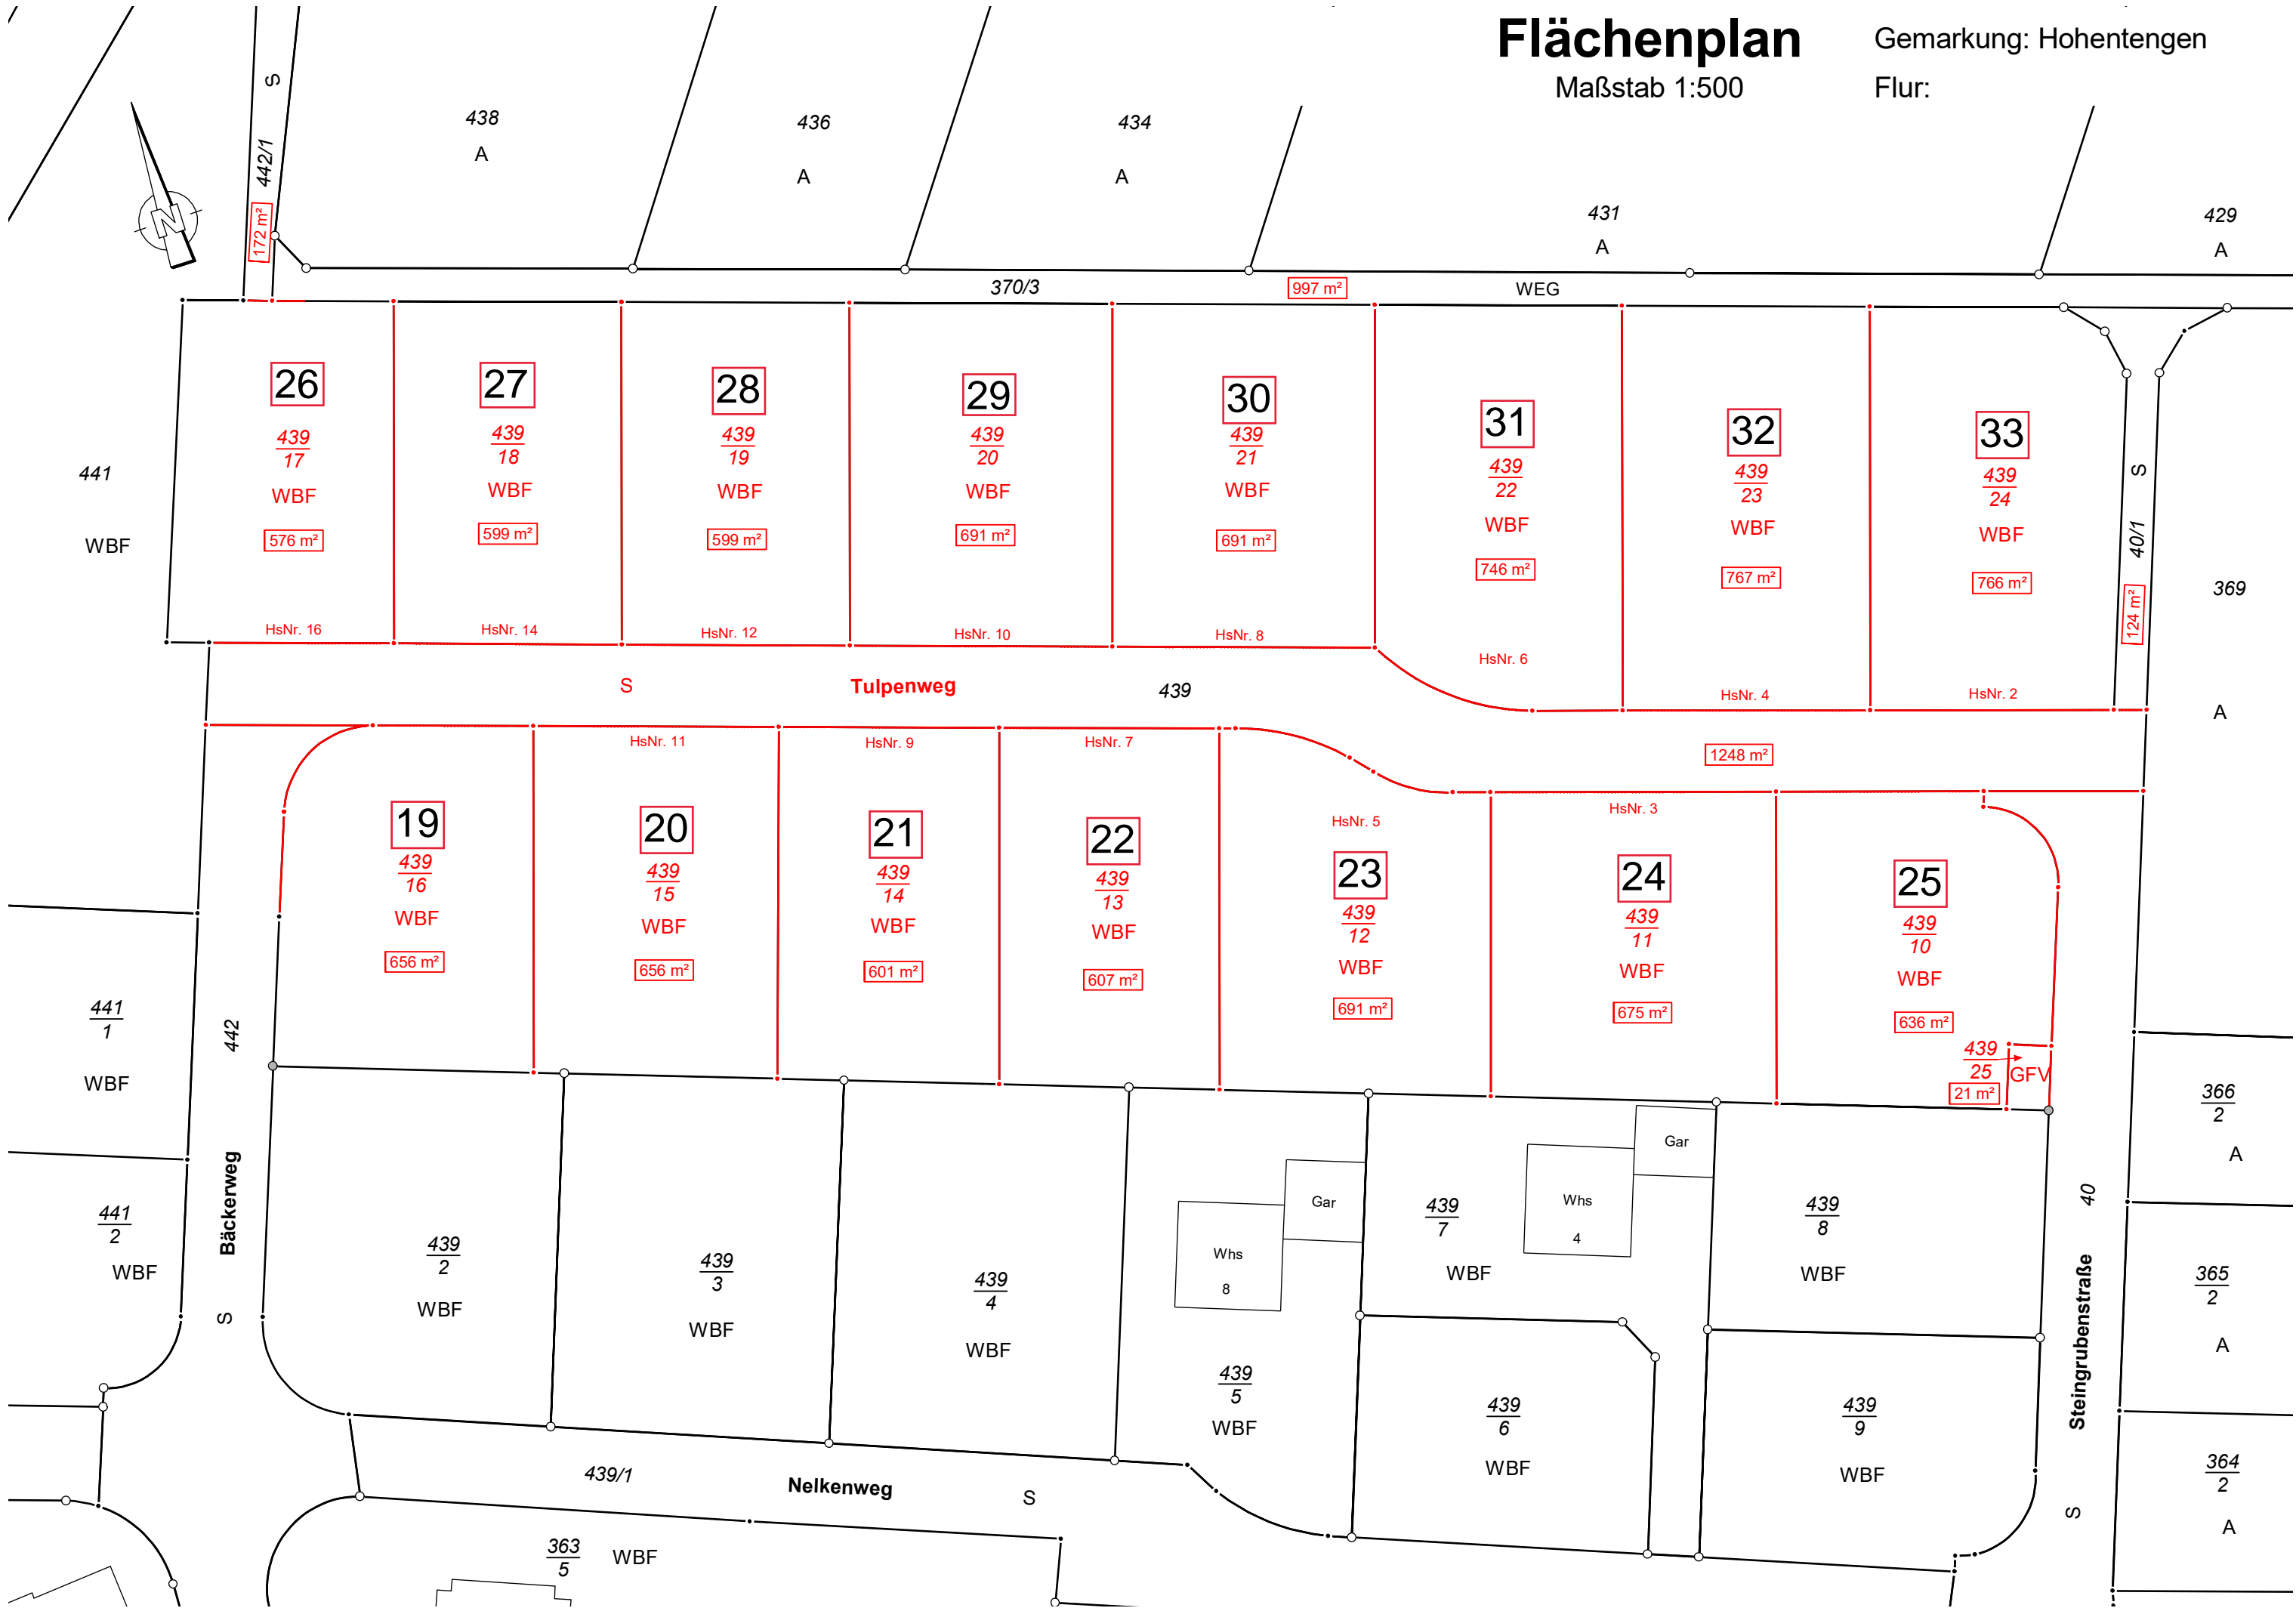 Flächenplan
Maßstab 1:500
Gemarkung: Hohentengen
Flur:
S
442/1
172 m²
N
438
A
436
A
434
A
431
A
429
A
370/3
997 m²
WEG
26
439
17
WBF
576 m²
HsNr. 16
27
439
18
WBF
599 m²
HsNr. 14
28
439
19
WBF
599 m²
HsNr. 12
29
439
20
WBF
691 m²
HsNr. 10
30
439
21
WBF
691 m²
HsNr. 8
31
439
22
WBF
746 m²
HsNr. 6
32
439
23
WBF
767 m²
HsNr. 4
33
439
24
WBF
766 m²
HsNr. 2
441
WBF
S
40/1
124 m²
369
A
S
Tulpenweg
439
1248 m²
19
439
16
WBF
656 m²
HsNr. 11
20
439
15
WBF
656 m²
HsNr. 9
21
439
14
WBF
601 m²
HsNr. 7
22
439
13
WBF
607 m²
HsNr. 5
23
439
12
WBF
691 m²
HsNr. 3
24
439
11
WBF
675 m²
25
439
10
WBF
636 m²
439
25
GFV
21 m²
441
1
WBF
441
2
WBF
442
Bäckerweg
S
439
2
WBF
439
3
WBF
439
4
WBF
Whs
8
Gar
439
5
WBF
439
7
WBF
Whs
4
Gar
439
8
WBF
439
6
WBF
439
9
WBF
40
Steingrubenstraße
S
366
2
A
365
2
A
364
2
A
439/1
Nelkenweg
S
363
5
WBF